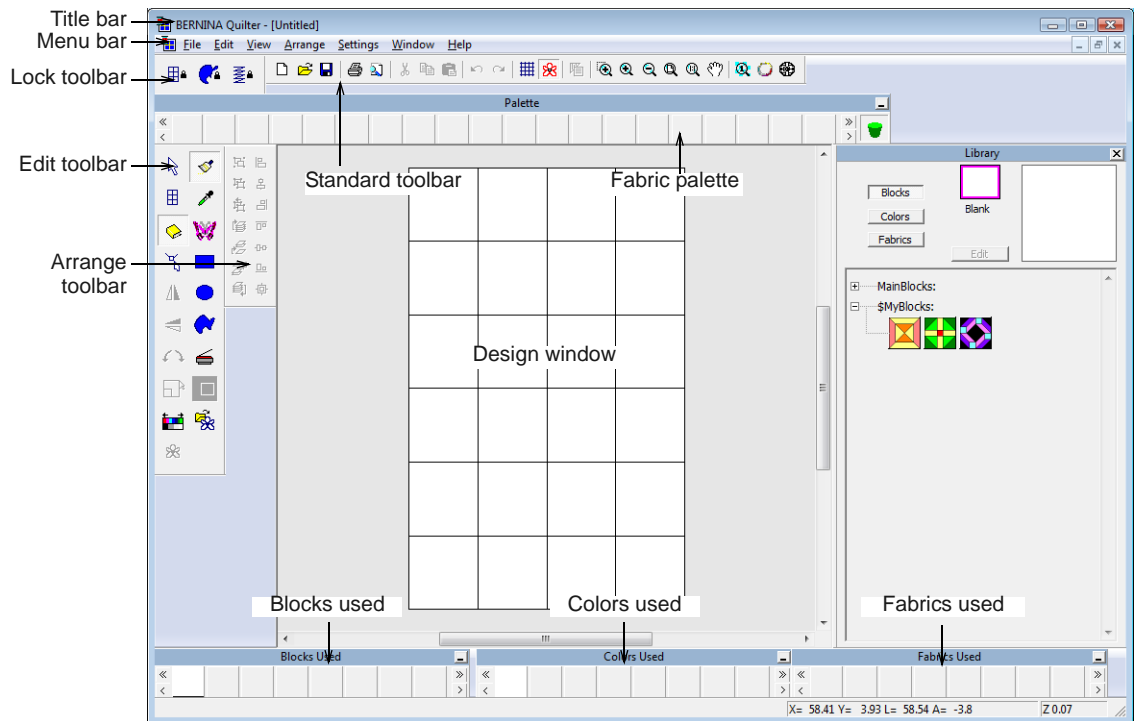 Title bar
BERNINA Quilter - [Untitled]
Menu bar
File Edit View Arrange Settings Window Help
Lock toolbar
Palette
Edit toolbar
Library
Standard toolbar
Fabric palette
Blocks
Blank
Colors
Fabrics
Edit
Arrange
toolbar
MainBlocks:
$MyBlocks:
Design window
Blocks used
Colors used
Fabrics used
Blocks Used
Colors Used
Fabrics Used
X= 58.41 Y= 3.93 L= 58.54 A= -3.8
Z 0.07